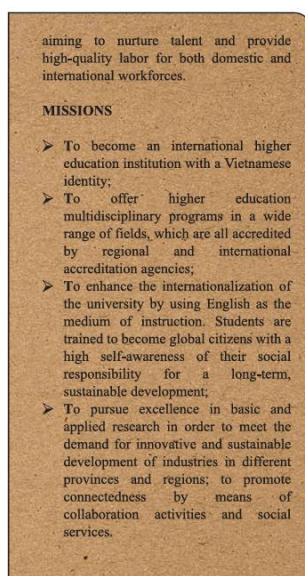 aiming to nurture talent and provide
high-quality labor for both domestic and
international workforces.
MISSIONS
➢ To become an international higher
education institution with a Vietnamese
identity;
➢ To offer higher education
multidisciplinary programs in a wide
range of fields, which are all accredited
by regional and international
accreditation agencies;
➢ To enhance the internationalization of
the university by using English as the
medium of instruction. Students are
trained to become global citizens with a
high self-awareness of their social
responsibility for a long-term,
sustainable development;
➢ To pursue excellence in basic and
applied research in order to meet the
demand for innovative and sustainable
development of industries in different
provinces and regions; to promote
connectedness by means of
collaboration activities and social
services.